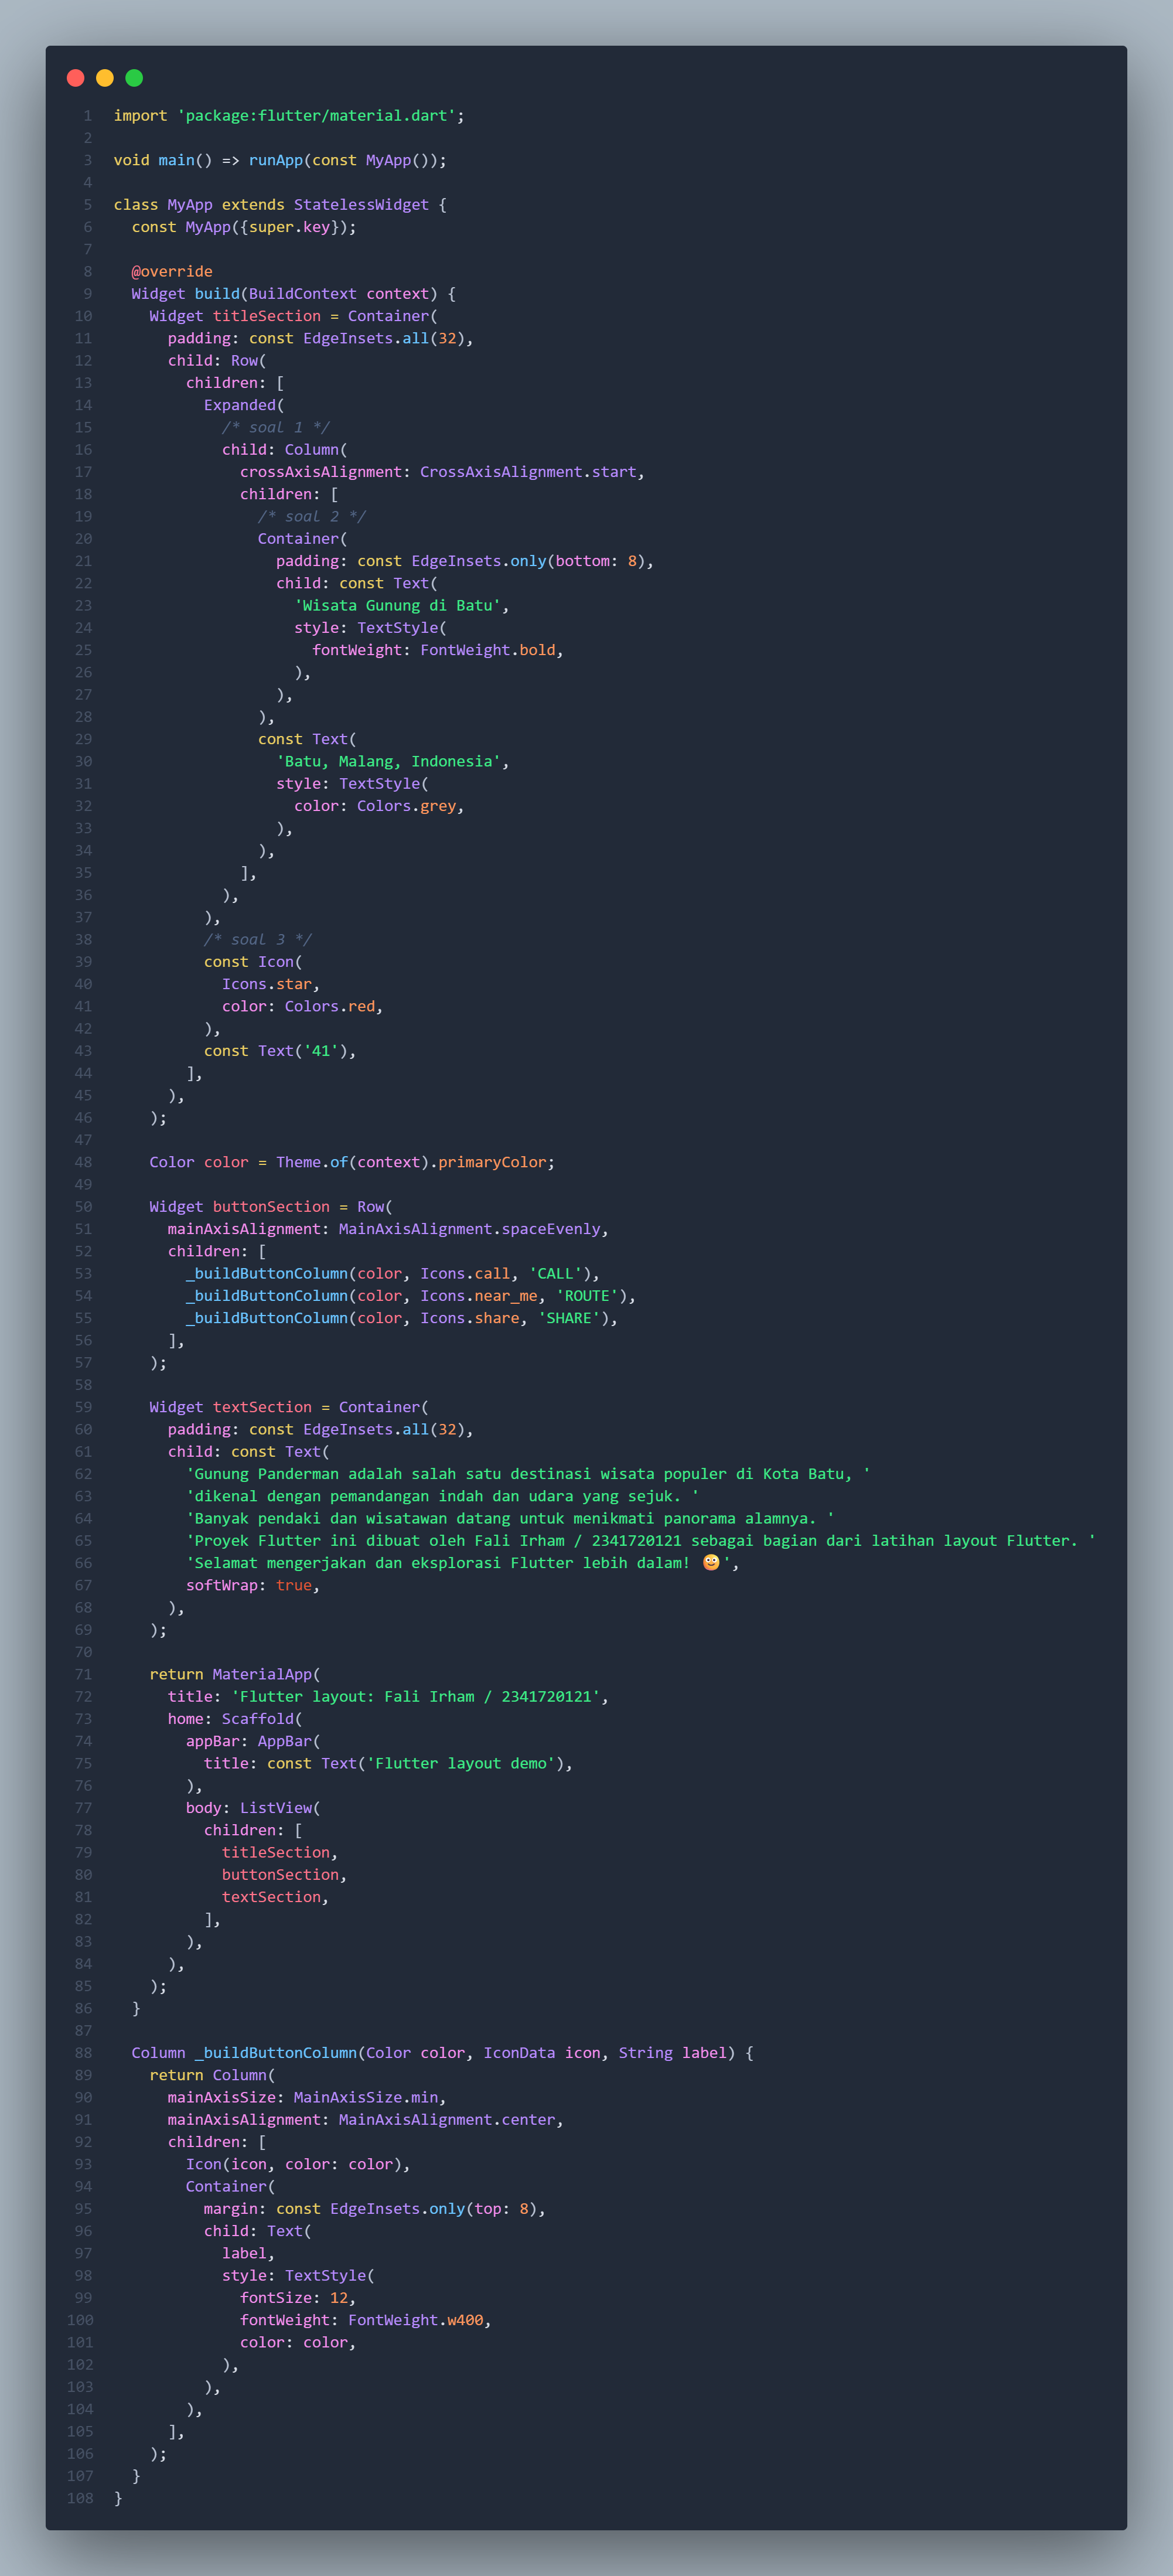 1 import 'package:flutter/material.dart';
2
3 void main() => runApp(const MyApp());
4
5 class MyApp extends StatelessWidget {
6   const MyApp({super.key});
7
8   @override
9   Widget build(BuildContext context) {
10     Widget titleSection = Container(
11       padding: const EdgeInsets.all(32),
12       child: Row(
13         children: [
14           Expanded(
15             /* soal 1 */
16             child: Column(
17               crossAxisAlignment: CrossAxisAlignment.start,
18               children: [
19                 /* soal 2 */
20                 Container(
21                   padding: const EdgeInsets.only(bottom: 8),
22                   child: const Text(
23                     'Wisata Gunung di Batu',
24                     style: TextStyle(
25                       fontWeight: FontWeight.bold,
26                     ),
27                   ),
28                 ),
29                 const Text(
30                   'Batu, Malang, Indonesia',
31                   style: TextStyle(
32                     color: Colors.grey,
33                   ),
34                 ),
35               ],
36             ),
37           ),
38           /* soal 3 */
39           const Icon(
40             Icons.star,
41             color: Colors.red,
42           ),
43           const Text('41'),
44         ],
45       ),
46     );
47
48     Color color = Theme.of(context).primaryColor;
49
50     Widget buttonSection = Row(
51       mainAxisAlignment: MainAxisAlignment.spaceEvenly,
52       children: [
53         _buildButtonColumn(color, Icons.call, 'CALL'),
54         _buildButtonColumn(color, Icons.near_me, 'ROUTE'),
55         _buildButtonColumn(color, Icons.share, 'SHARE'),
56       ],
57     );
58
59     Widget textSection = Container(
60       padding: const EdgeInsets.all(32),
61       child: const Text(
62         'Gunung Panderman adalah salah satu destinasi wisata populer di Kota Batu, '
63         'dikenal dengan pemandangan indah dan udara yang sejuk. '
64         'Banyak pendaki dan wisatawan datang untuk menikmati panorama alamnya. '
65         'Proyek Flutter ini dibuat oleh Fali Irham / 2341720121 sebagai bagian dari latihan layout Flutter. '
66         'Selamat mengerjakan dan eksplorasi Flutter lebih dalam! 🙂',
67         softWrap: true,
68       ),
69     );
70
71     return MaterialApp(
72       title: 'Flutter layout: Fali Irham / 2341720121',
73       home: Scaffold(
74         appBar: AppBar(
75           title: const Text('Flutter layout demo'),
76         ),
77         body: ListView(
78           children: [
79             titleSection,
80             buttonSection,
81             textSection,
82           ],
83         ),
84       ),
85     );
86   }
87
88   Column _buildButtonColumn(Color color, IconData icon, String label) {
89     return Column(
90       mainAxisSize: MainAxisSize.min,
91       mainAxisAlignment: MainAxisAlignment.center,
92       children: [
93         Icon(icon, color: color),
94         Container(
95           margin: const EdgeInsets.only(top: 8),
96           child: Text(
97             label,
98             style: TextStyle(
99               fontSize: 12,
100               fontWeight: FontWeight.w400,
101               color: color,
102             ),
103           ),
104         ),
105       ],
106     );
107   }
108 }